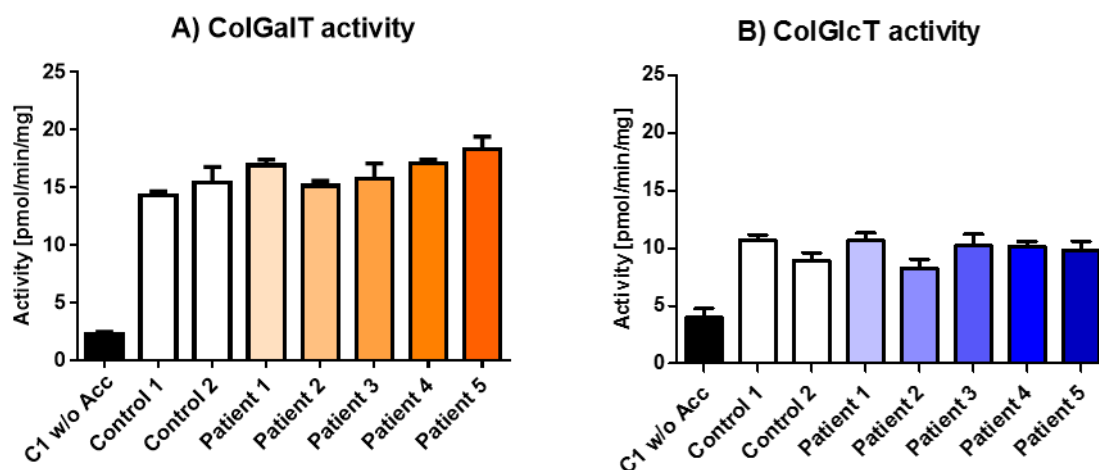 A) ColGalT activity
Activity [pmol/min/mg]
25
20
15
10
5
0
C1 w/o Acc
Control 1
Control 2
Patient 1
Patient 2
Patient 3
Patient 4
Patient 5
B) ColGlcT activity
Activity [pmol/min/mg]
25
20
15
10
5
0
C1 w/o Acc
Control 1
Control 2
Patient 1
Patient 2
Patient 3
Patient 4
Patient 5